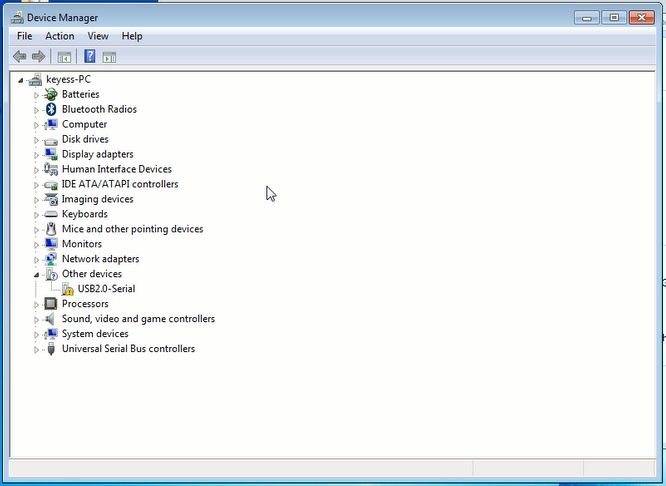 Device Manager
File Action View Help
keyess-PC
Batteries
Bluetooth Radios
Computer
Disk drives
Display adapters
Human Interface Devices
IDE ATA/ATAPI controllers
Imaging devices
Keyboards
Mice and other pointing devices
Monitors
Network adapters
Other devices
USB2.0-Serial
Processors
Sound, video and game controllers
System devices
Universal Serial Bus controllers